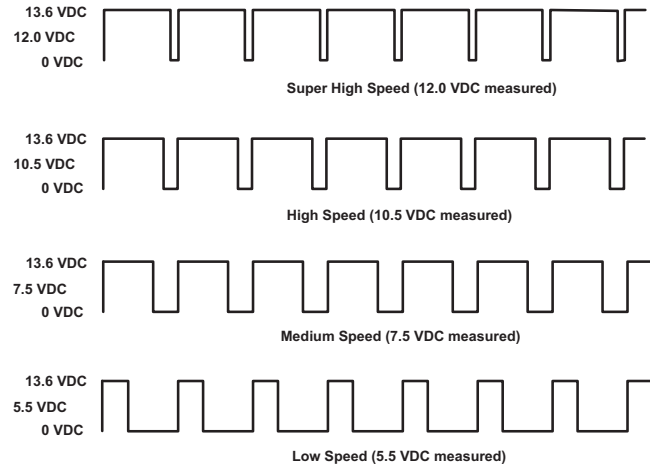 13.6 VDC
12.0 VDC
0 VDC
Super High Speed (12.0 VDC measured)
13.6 VDC
10.5 VDC
0 VDC
High Speed (10.5 VDC measured)
13.6 VDC
7.5 VDC
0 VDC
Medium Speed (7.5 VDC measured)
13.6 VDC
5.5 VDC
0 VDC
Low Speed (5.5 VDC measured)